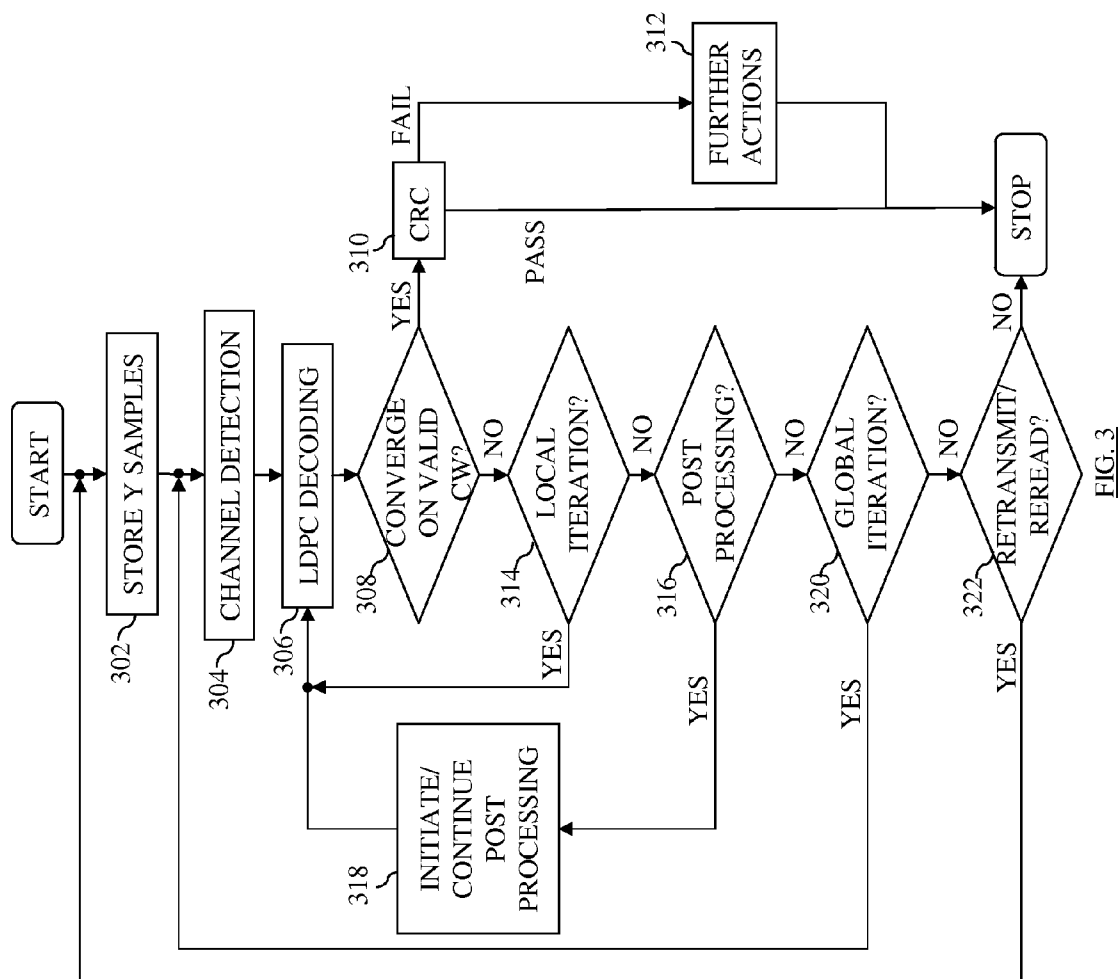 START
STORE Y SAMPLES
302
CHANNEL DETECTION
304
LDPC DECODING
306
CONVERGE
ON VALID
CW?
308
YES
NO
CRC
310
FAIL
PASS
FURTHER
ACTIONS
312
LOCAL
ITERATION?
314
YES
NO
POST
PROCESSING?
316
YES
NO
INITIATE/
CONTINUE
POST
PROCESSING
318
GLOBAL
ITERATION?
320
YES
NO
RETRANSMIT/
REREAD?
322
YES
NO
STOP
FIG. 3